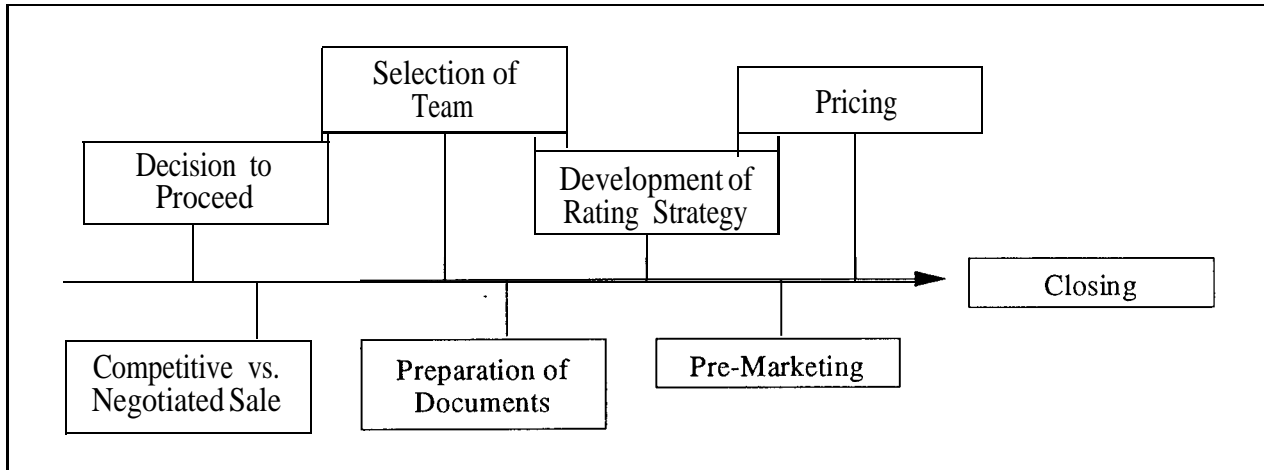 Selection of
Team
Pricing
Decision to
Proceed
Development of
Rating Strategy
Closing
Competitive vs.
Negotiated Sale
Preparation of
Documents
Pre-Marketing